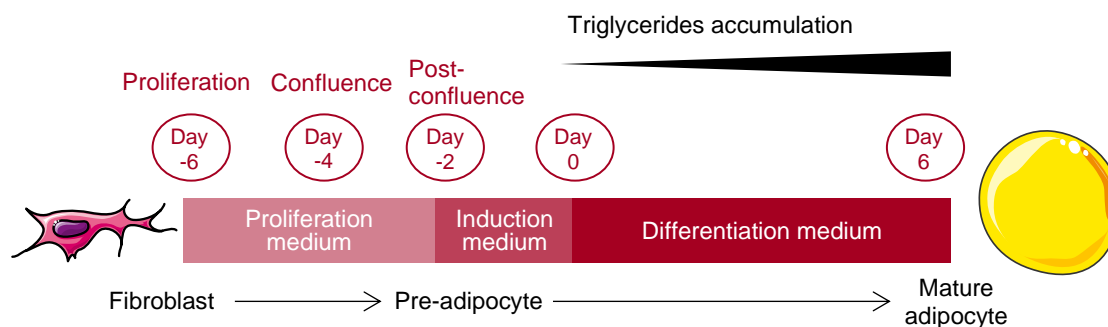 Triglycerides accumulation
Proliferation
Confluence
Post-
confluence
Day
-6
Day
-4
Day
-2
Day
0
Day
6
Proliferation
medium
Induction
medium
Differentiation medium
Fibroblast
Pre-adipocyte
Mature
adipocyte